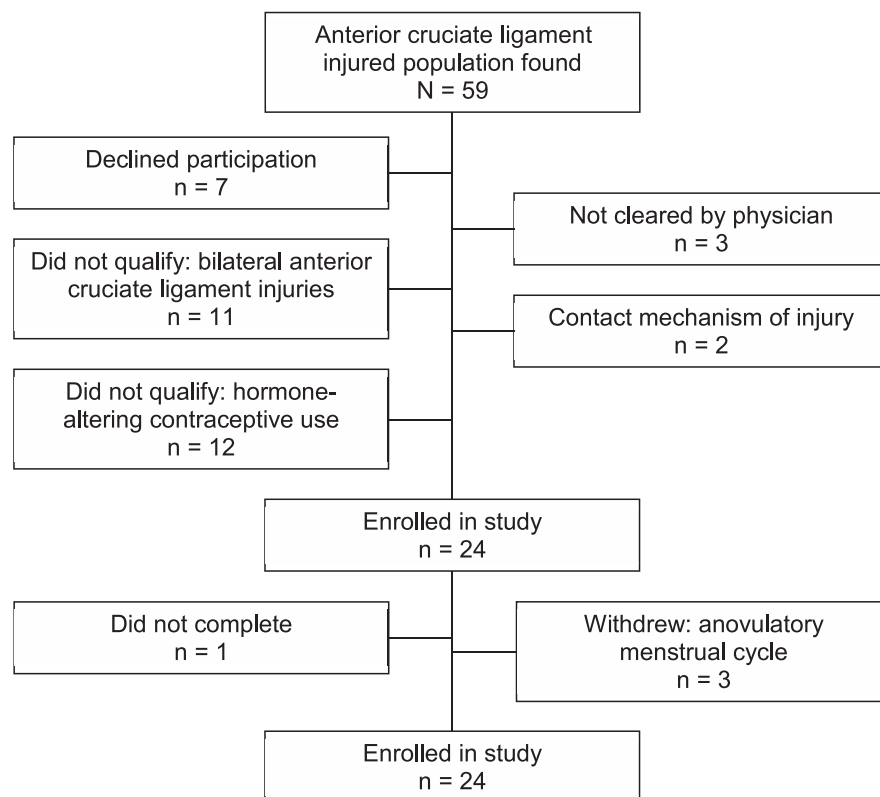 Anterior cruciate ligament
injured population found
N = 59
Declined participation
n = 7
Not cleared by physician
n = 3
Did not qualify: bilateral anterior
cruciate ligament injuries
n = 11
Contact mechanism of injury
n = 2
Did not qualify: hormone-
altering contraceptive use
n = 12
Enrolled in study
n = 24
Did not complete
n = 1
Withdrew: anovulatory
menstrual cycle
n = 3
Enrolled in study
n = 24